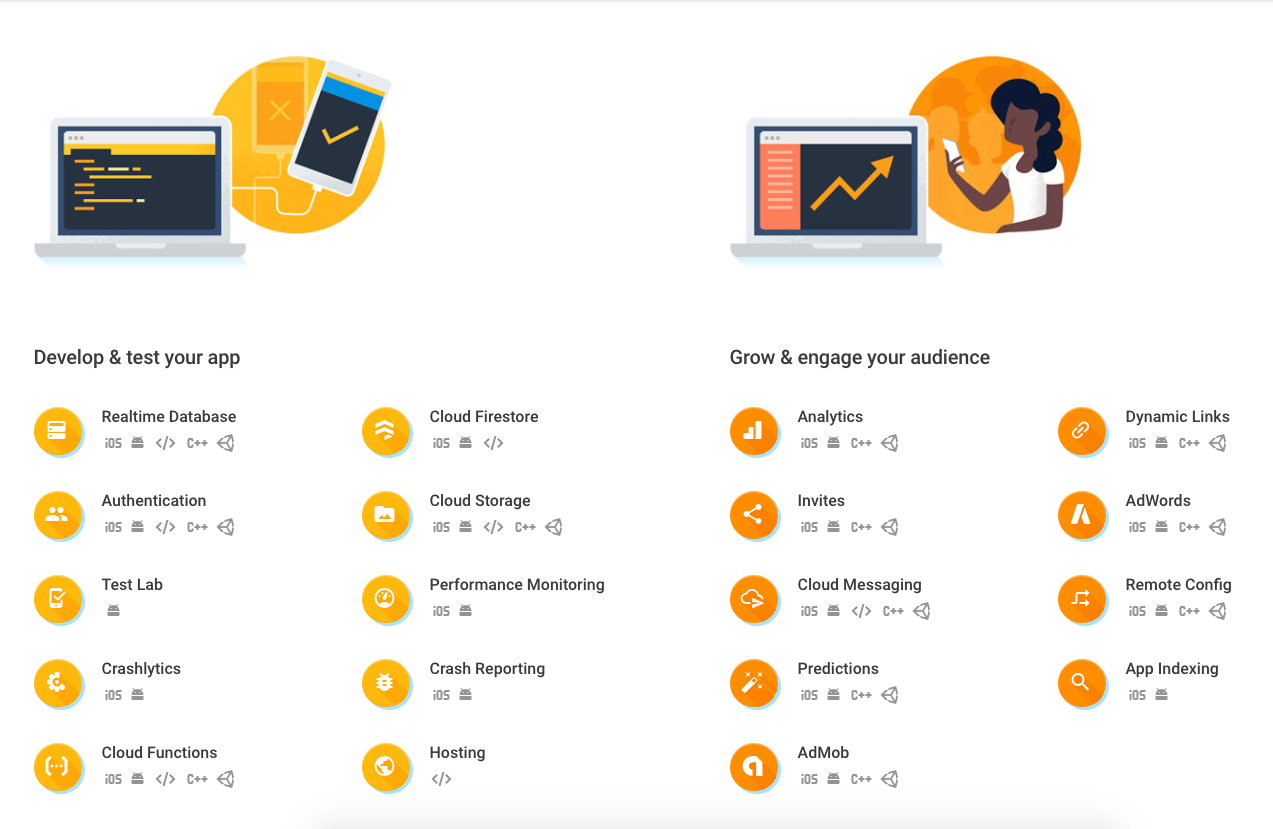 Develop & test your app
Realtime Database
iOS </> C++
Authentication
iOS </> C++
Test Lab
Crashlytics
iOS
Cloud Functions
iOS </> C++
Cloud Firestore
iOS </>
Cloud Storage
iOS </> C++
Performance Monitoring
iOS
Crash Reporting
iOS
Hosting
</>
Grow & engage your audience
Analytics
iOS C++
Invites
iOS C++
Cloud Messaging
iOS </> C++
Predictions
iOS C++
AdMob
iOS C++
Dynamic Links
iOS C++
AdWords
iOS C++
Remote Config
iOS C++
App Indexing
iOS